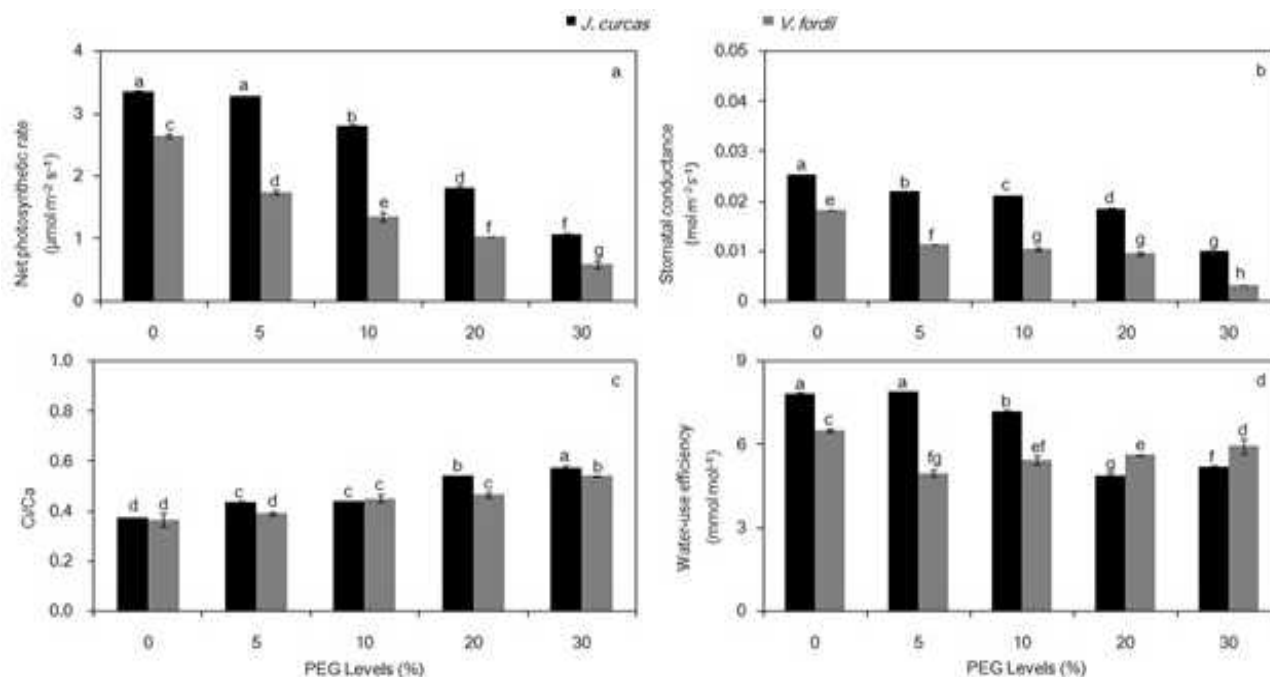 J. curcas V. fordii
4 a
3
2
1
0
Net photosynthetic rate
(μmol m⁻² s⁻¹)
a c a d b e d f f g
0 5 10 20 30
0.05 b
0.04
0.03
0.02
0.01
0
Stomatal conductance
(mol m⁻² s⁻¹)
a e b f c g d g g h
0 5 10 20 30
1.0 c
0.8
0.6
0.4
0.2
0.0
Ci/Ca
d d c d c c b c a b
0 5 10 20 30
PEG Levels (%)
9 d
6
3
0
Water-use efficiency
(mmol mol⁻¹)
a c a fg b ef g e f d
0 5 10 20 30
PEG Levels (%)